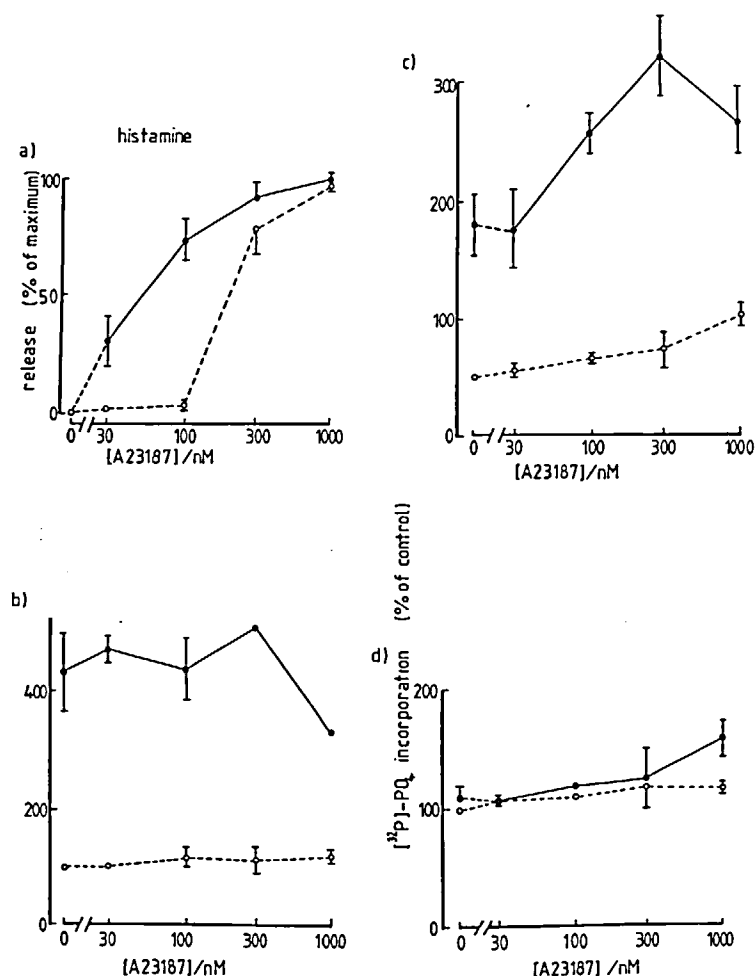 a)
histamine
release (% of maximum)
100
50
0
0 30 100 300 1000
[A23187]/nM
c)
300
200
100
0
0 30 100 300 1000
[A23187]/nM
b)
400
200
0
0 30 100 300 1000
[A23187]/nM
d)
[³²P]-PO₄ incorporation (% of control)
200
100
0
0 30 100 300 1000
[A23187]/nM